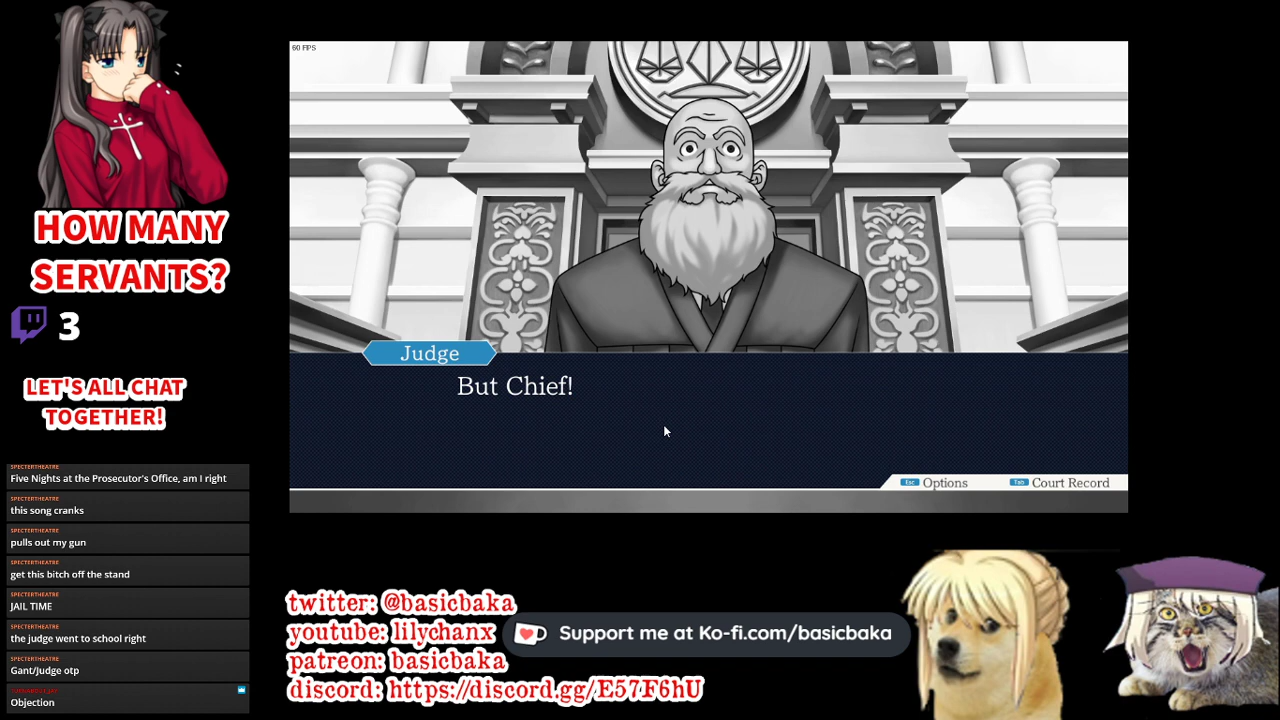 HOW MANY
SERVANTS?
3
LET'S ALL CHAT
TOGETHER!
SPECTERTHEATRE
Five Nights at the Prosecutor's Office, am I right
SPECTERTHEATRE
this song cranks
SPECTERTHEATRE
pulls out my gun
SPECTERTHEATRE
get this bitch off the stand
SPECTERTHEATRE
JAIL TIME
SPECTERTHEATRE
the judge went to school right
SPECTERTHEATRE
Gant/Judge otp
Objection
60 FPS
Judge
But Chief!
Esc Options
Tab Court Record
twitter: @basicbaka
youtube: lilychanx
patreon: basicbaka
discord: https://discord.gg/E57F6hU
Support me at Ko-fi.com/basicbaka